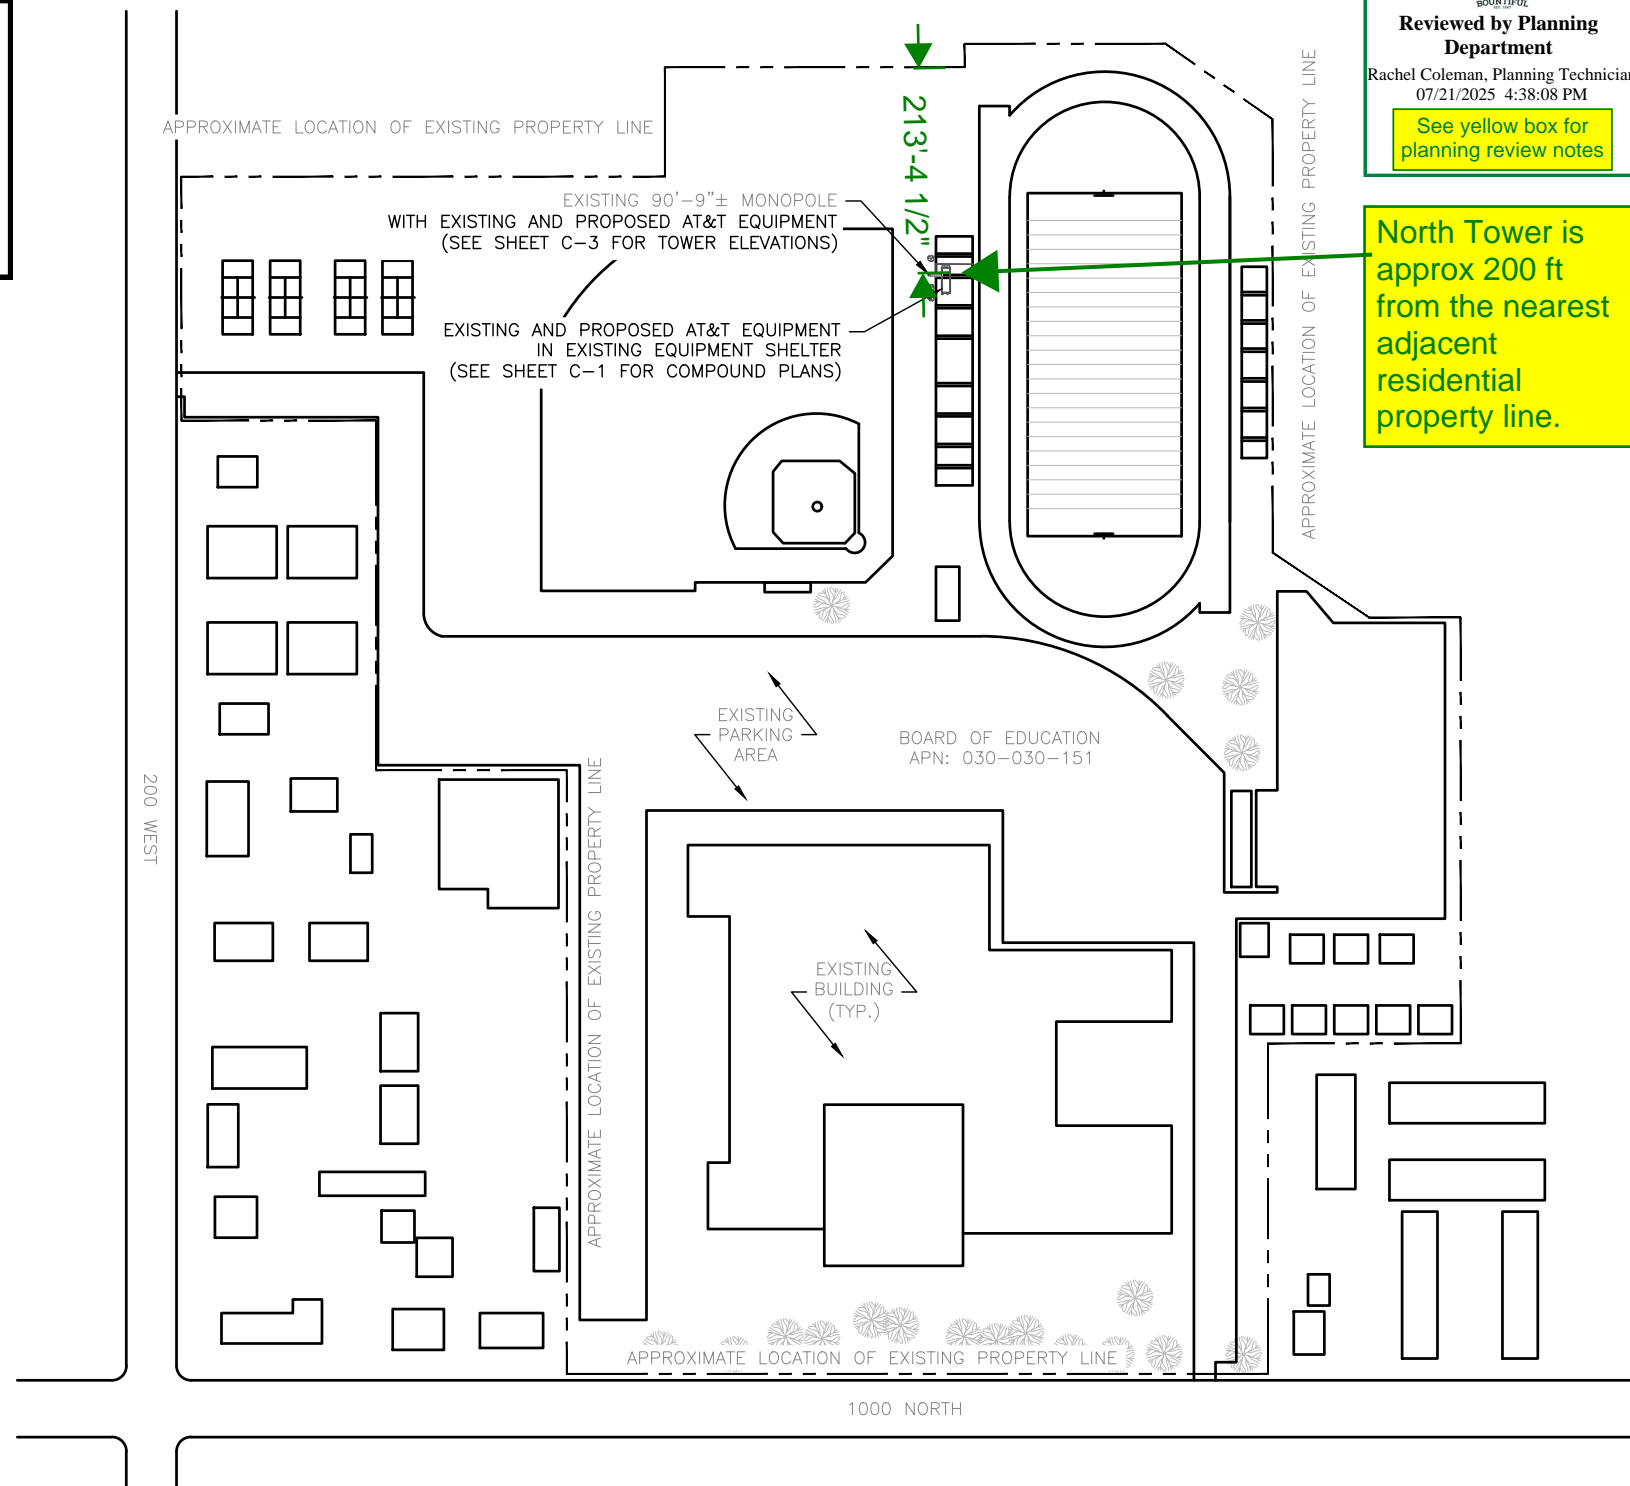 BOUNTIFUL
EST. 1847
Reviewed by Planning
Department
Rachel Coleman, Planning Technician
07/21/2025 4:38:08 PM
See yellow box for
planning review notes
North Tower is
approx 200 ft
from the nearest
adjacent
residential
property line.
213'-4 1/2"
APPROXIMATE LOCATION OF EXISTING PROPERTY LINE
EXISTING 90'-9"± MONOPOLE
WITH EXISTING AND PROPOSED AT&T EQUIPMENT
(SEE SHEET C-3 FOR TOWER ELEVATIONS)
EXISTING AND PROPOSED AT&T EQUIPMENT
IN EXISTING EQUIPMENT SHELTER
(SEE SHEET C-1 FOR COMPOUND PLANS)
APPROXIMATE LOCATION OF EXISTING PROPERTY LINE
EXISTING
PARKING
AREA
BOARD OF EDUCATION
APN: 030-030-151
200 WEST
APPROXIMATE LOCATION OF EXISTING PROPERTY LINE
EXISTING
BUILDING
(TYP.)
APPROXIMATE LOCATION OF EXISTING PROPERTY LINE
1000 NORTH